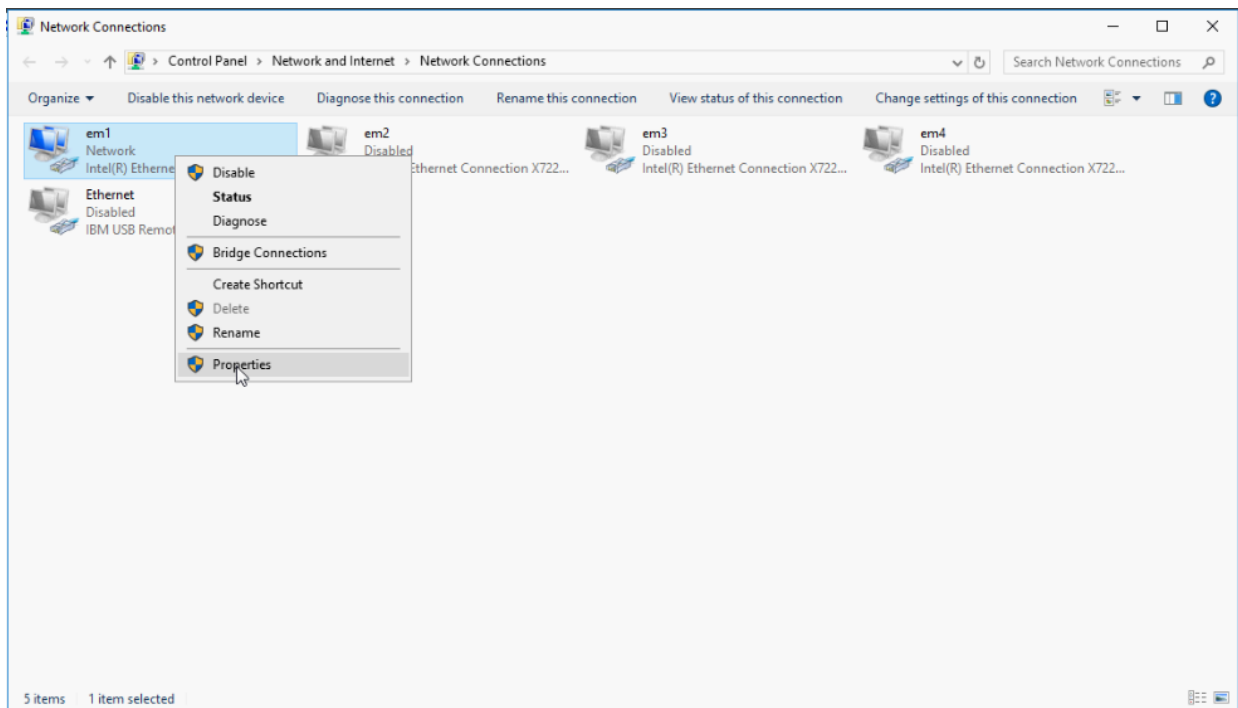 Network Connections
Control Panel > Network and Internet > Network Connections
Search Network Connections
Organize
Disable this network device
Diagnose this connection
Rename this connection
View status of this connection
Change settings of this connection
em1
Network
Intel(R) Etherne
em2
Disabled
Ethernet Connection X722...
em3
Disabled
Intel(R) Ethernet Connection X722...
em4
Disabled
Intel(R) Ethernet Connection X722...
Ethernet
Disabled
IBM USB Remot
Disable
Status
Diagnose
Bridge Connections
Create Shortcut
Delete
Rename
Properties
5 items
1 item selected